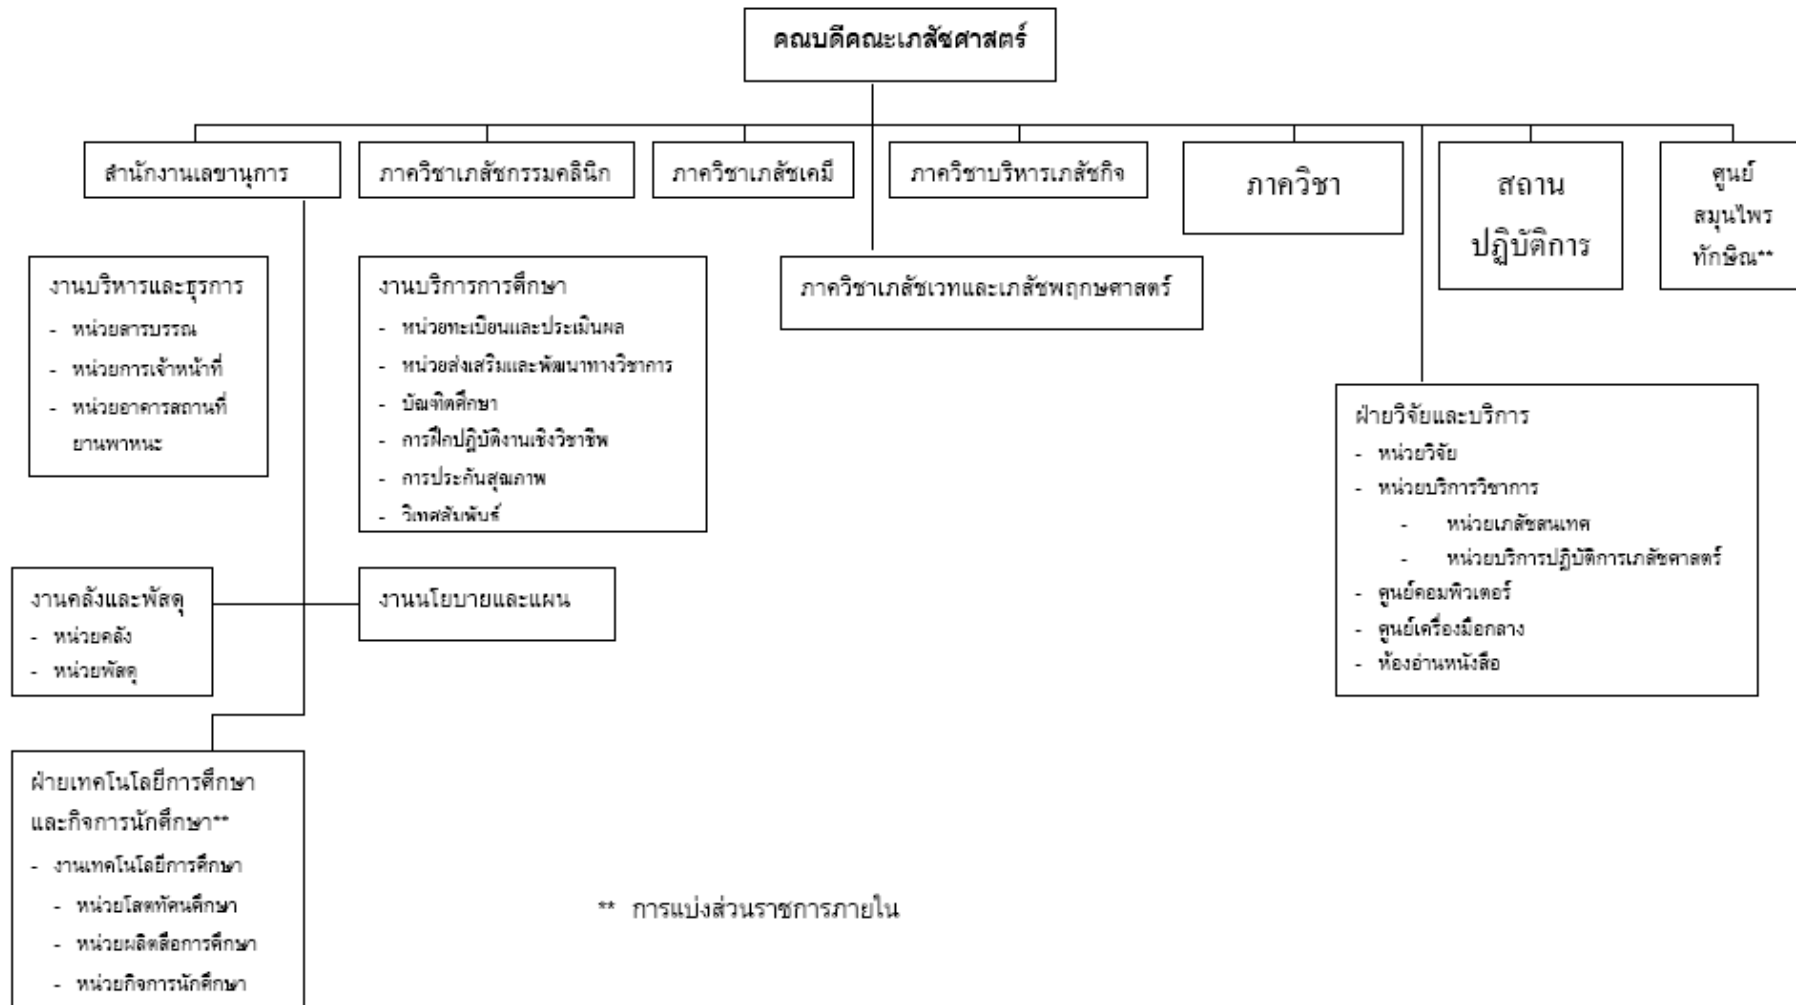 คณบดีคณะเภสัชศาสตร์
สำนักงานเลขานุการ
ภาควิชาเภสัชกรรมคลินิก
ภาควิชาเภสัชเคมี
ภาควิชาบริหารเภสัชกิจ
ภาควิชา
สถาน
ปฏิบัติการ
ศูนย์
สมุนไพร
ทักษิณ**
งานบริหารและธุรการ
- หน่วยสารบรรณ
- หน่วยการเจ้าหน้าที่
- หน่วยอาคารสถานที่
ยานพาหนะ
งานบริการการศึกษา
- หน่วยทะเบียนและประเมินผล
- หน่วยส่งเสริมและพัฒนาทางวิชาการ
- บัณฑิตศึกษา
- การฝึกปฏิบัติงานเชิงวิชาชีพ
- การประกันคุณภาพ
- วิเทศสัมพันธ์
ภาควิชาเภสัชเวทและเภสัชพฤกษศาสตร์
ฝ่ายวิจัยและบริการ
- หน่วยวิจัย
- หน่วยบริการวิชาการ
- หน่วยเภสัชสนเทศ
- หน่วยบริการปฏิบัติการเภสัชศาสตร์
- ศูนย์คอมพิวเตอร์
- ศูนย์เครื่องมือกลาง
- ห้องอ่านหนังสือ
งานคลังและพัสดุ
- หน่วยคลัง
- หน่วยพัสดุ
งานนโยบายและแผน
ฝ่ายเทคโนโลยีการศึกษา
และกิจการนักศึกษา**
- งานเทคโนโลยีการศึกษา
- หน่วยโสตทัศนศึกษา
- หน่วยผลิตสื่อการศึกษา
- หน่วยกิจการนักศึกษา
** การแบ่งส่วนราชการภายใน